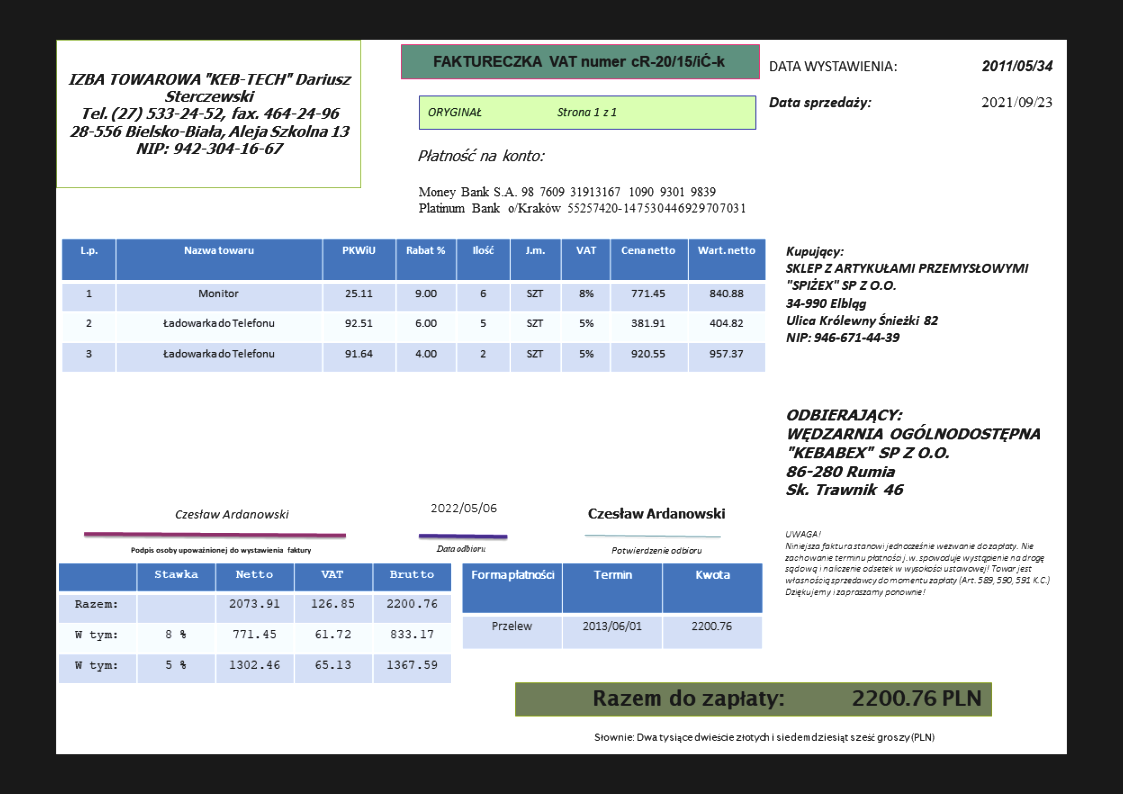 IZBA TOWAROWA "KEB-TECH" Dariusz
Sterczewski
Tel. (27) 533-24-52, fax. 464-24-96
28-556 Bielsko-Biała, Aleja Szkolna 13
NIP: 942-304-16-67
FAKTURECZKA VAT numer cR-20/15/iĆ-k
ORYGINAŁ Strona 1 z 1
DATA WYSTAWIENIA: 2011/05/34
Data sprzedaży: 2021/09/23
Płatność na konto:
Money Bank S.A. 98 7609 31913167 1090 9301 9839
Platinum Bank o/Kraków 55257420-147530446929707031
L.p. Nazwa towaru PKWiU Rabat % Ilość J.m. VAT Cena netto Wart. netto
1 Monitor 25.11 9.00 6 SZT 8% 771.45 840.88
2 Ładowarka do Telefonu 92.51 6.00 5 SZT 5% 381.91 404.82
3 Ładowarka do Telefonu 91.64 4.00 2 SZT 5% 920.55 957.37
Kupujący:
SKLEP Z ARTYKUŁAMI PRZEMYSŁOWYMI
"SPIŻEX" SP Z O.O.
34-990 Elbląg
Ulica Królewny Śnieżki 82
NIP: 946-671-44-39
ODBIERAJĄCY:
WĘDZARNIA OGÓLNODOSTĘPNA
"KEBABEX" SP Z O.O.
86-280 Rumia
Sk. Trawnik 46
Czesław Ardanowski
Podpis osoby upoważnionej do wystawienia faktury
2022/05/06
Data odbioru
Czesław Ardanowski
Potwierdzenie odbioru
UWAGA!
Niniejsza faktura stanowi jednocześnie wezwanie do zapłaty. Nie
zachowanie terminu płatności j.w. spowoduje wystąpienie na drogę
sądową i naliczenie odsetek w wysokości ustawowej! Towar jest
własnością sprzedawcy do momentu zapłaty (Art. 589, 590, 591 K.C.)
Dziękujemy i zapraszamy ponownie!
Stawka Netto VAT Brutto
Razem: 2073.91 126.85 2200.76
W tym: 8 % 771.45 61.72 833.17
W tym: 5 % 1302.46 65.13 1367.59
Forma płatności Termin Kwota
Przelew 2013/06/01 2200.76
Razem do zapłaty: 2200.76 PLN
Słownie: Dwa tysiące dwieście złotych i siedemdziesiąt sześć groszy (PLN)